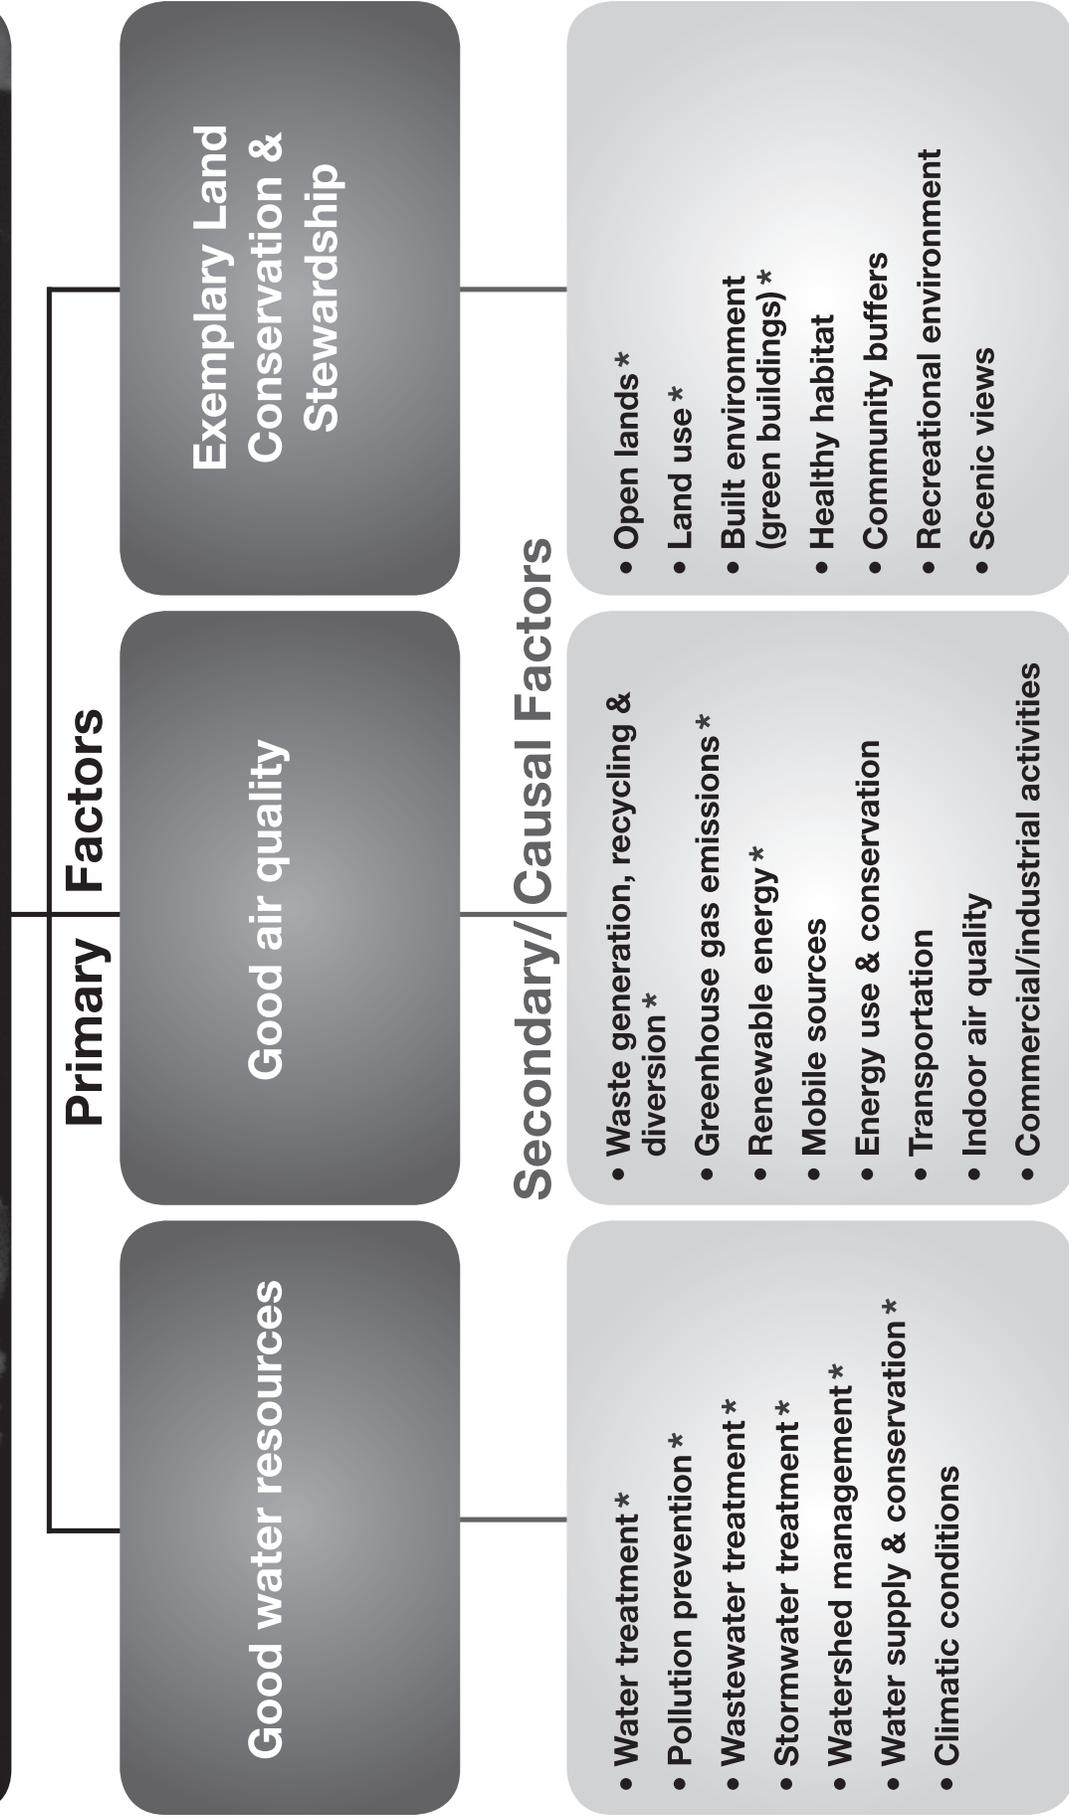 Primary Factors
Good water resources
Good air quality
Exemplary Land
Conservation &
Stewardship
Secondary/Causal Factors
• Water treatment*
• Pollution prevention*
• Wastewater treatment*
• Stormwater treatment*
• Watershed management*
• Water supply & conservation*
• Climatic conditions
• Waste generation, recycling &
diversion*
• Greenhouse gas emissions*
• Renewable energy*
• Mobile sources
• Energy use & conservation
• Transportation
• Indoor air quality
• Commercial/industrial activities
• Open lands*
• Land use*
• Built environment
(green buildings)*
• Healthy habitat
• Community buffers
• Recreational environment
• Scenic views